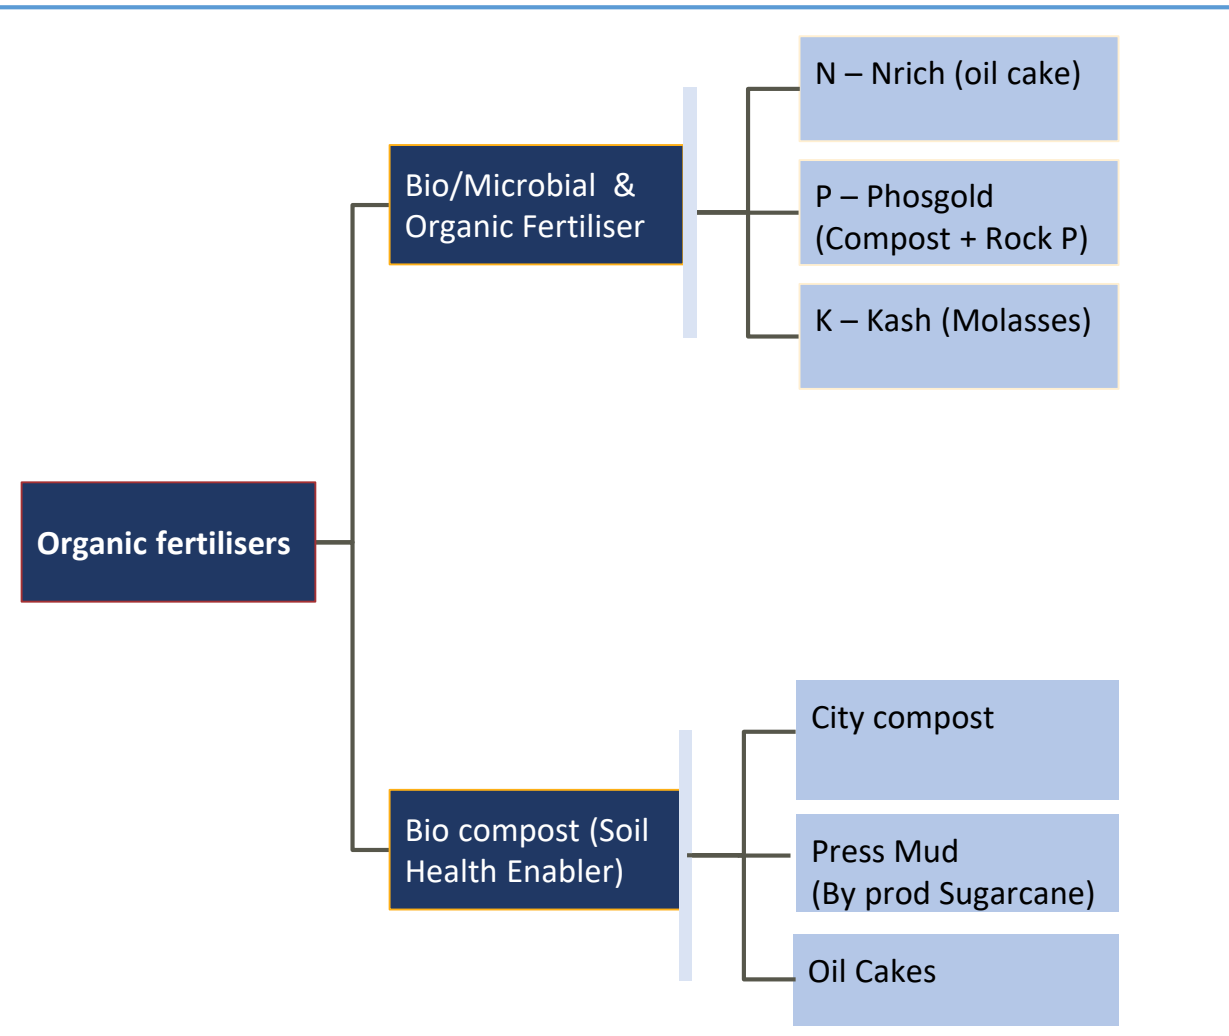 N – Nrich (oil cake)
Bio/Microbial & 
Organic Fertiliser
P – Phosgold
(Compost + Rock P)
K – Kash (Molasses)
Organic fertilisers
City compost
Bio compost (Soil
Health Enabler)
Press Mud
(By prod Sugarcane)
Oil Cakes